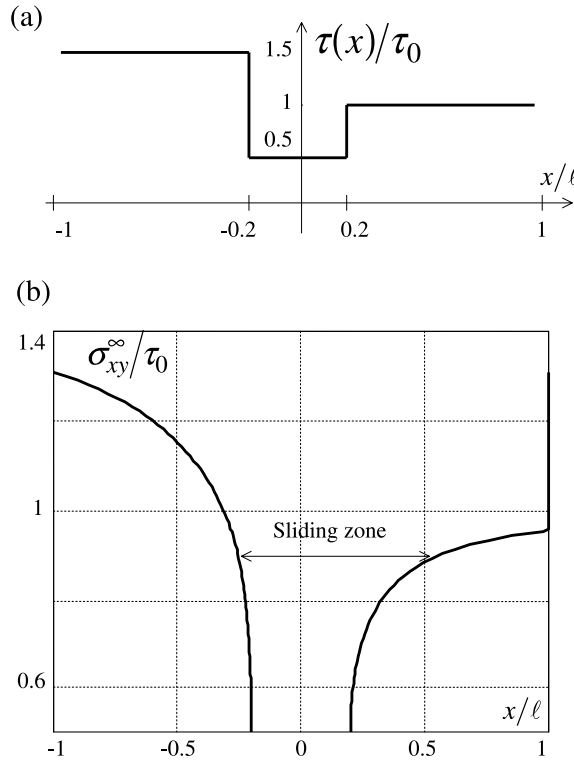 (a)
τ(x)/τ₀
1.5
1
0.5
x/ℓ
-1 -0.2 0.2 1
(b)
1.4
σ∞xy/τ₀
1
Sliding zone
0.6
x/ℓ
-1 -0.5 0 0.5 1